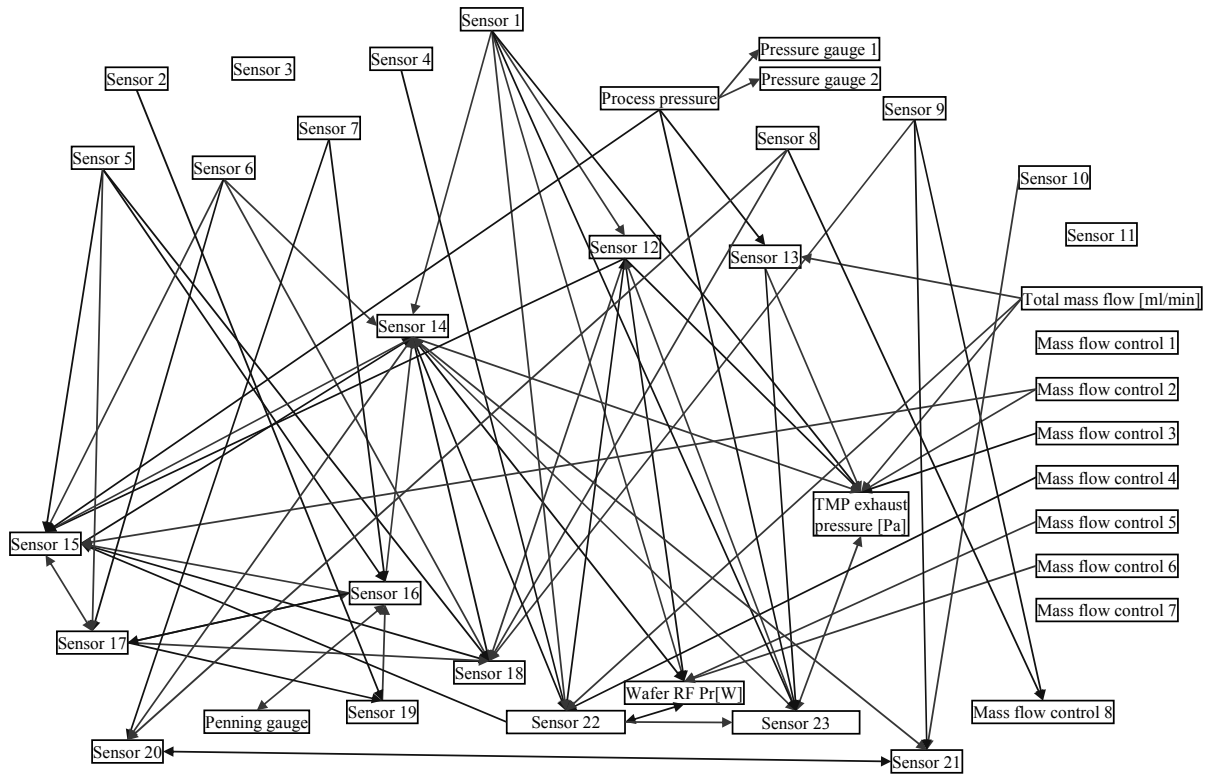 Sensor 1
Pressure gauge 1
Sensor 4
Sensor 3
Sensor 2
Pressure gauge 2
Process pressure
Sensor 9
Sensor 7
Sensor 8
Sensor 5
Sensor 6
Sensor 10
Sensor 11
Sensor 12
Sensor 13
Total mass flow [ml/min]
Sensor 14
Mass flow control 1
Mass flow control 2
Mass flow control 3
Mass flow control 4
TMP exhaust
pressure [Pa]
Mass flow control 5
Sensor 15
Mass flow control 6
Sensor 16
Mass flow control 7
Sensor 17
Sensor 18
Wafer RF Pr[W]
Sensor 19
Mass flow control 8
Penning gauge
Sensor 22
Sensor 23
Sensor 20
Sensor 21